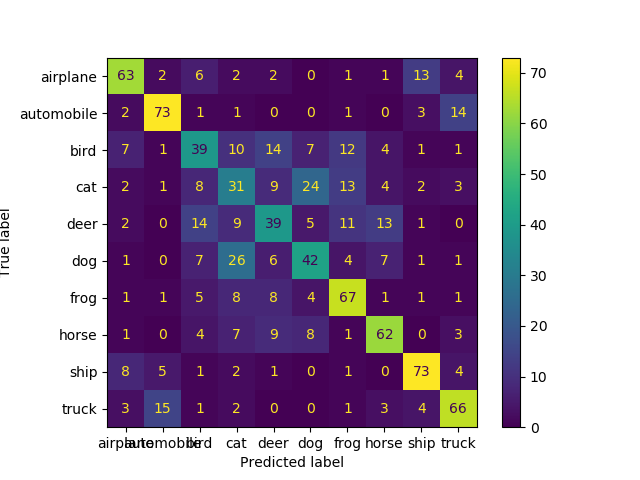 airplane 63 2 6 2 2 0 1 1 13 4
automobile 2 73 1 1 0 0 1 0 3 14
bird 7 1 39 10 14 7 12 4 1 1
cat 2 1 8 31 9 24 13 4 2 3
deer 2 0 14 9 39 5 11 13 1 0
dog 1 0 7 26 6 42 4 7 1 1
frog 1 1 5 8 8 4 67 1 1 1
horse 1 0 4 7 9 8 1 62 0 3
ship 8 5 1 2 1 0 1 0 73 4
truck 3 15 1 2 0 0 1 3 4 66
airplane automobile bird cat deer dog frog horse ship truck
Predicted label
True label
70
60
50
40
30
20
10
0